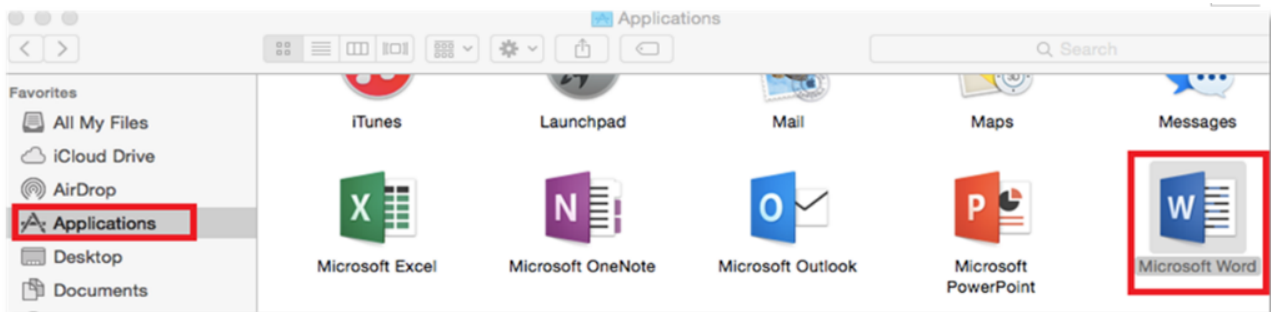 Applications
Search
Favorites
All My Files
iCloud Drive
AirDrop
Applications
Desktop
Documents
iTunes
Launchpad
Mail
Maps
Messages
X
N
O
P
W
Microsoft Excel
Microsoft OneNote
Microsoft Outlook
Microsoft
PowerPoint
Microsoft Word